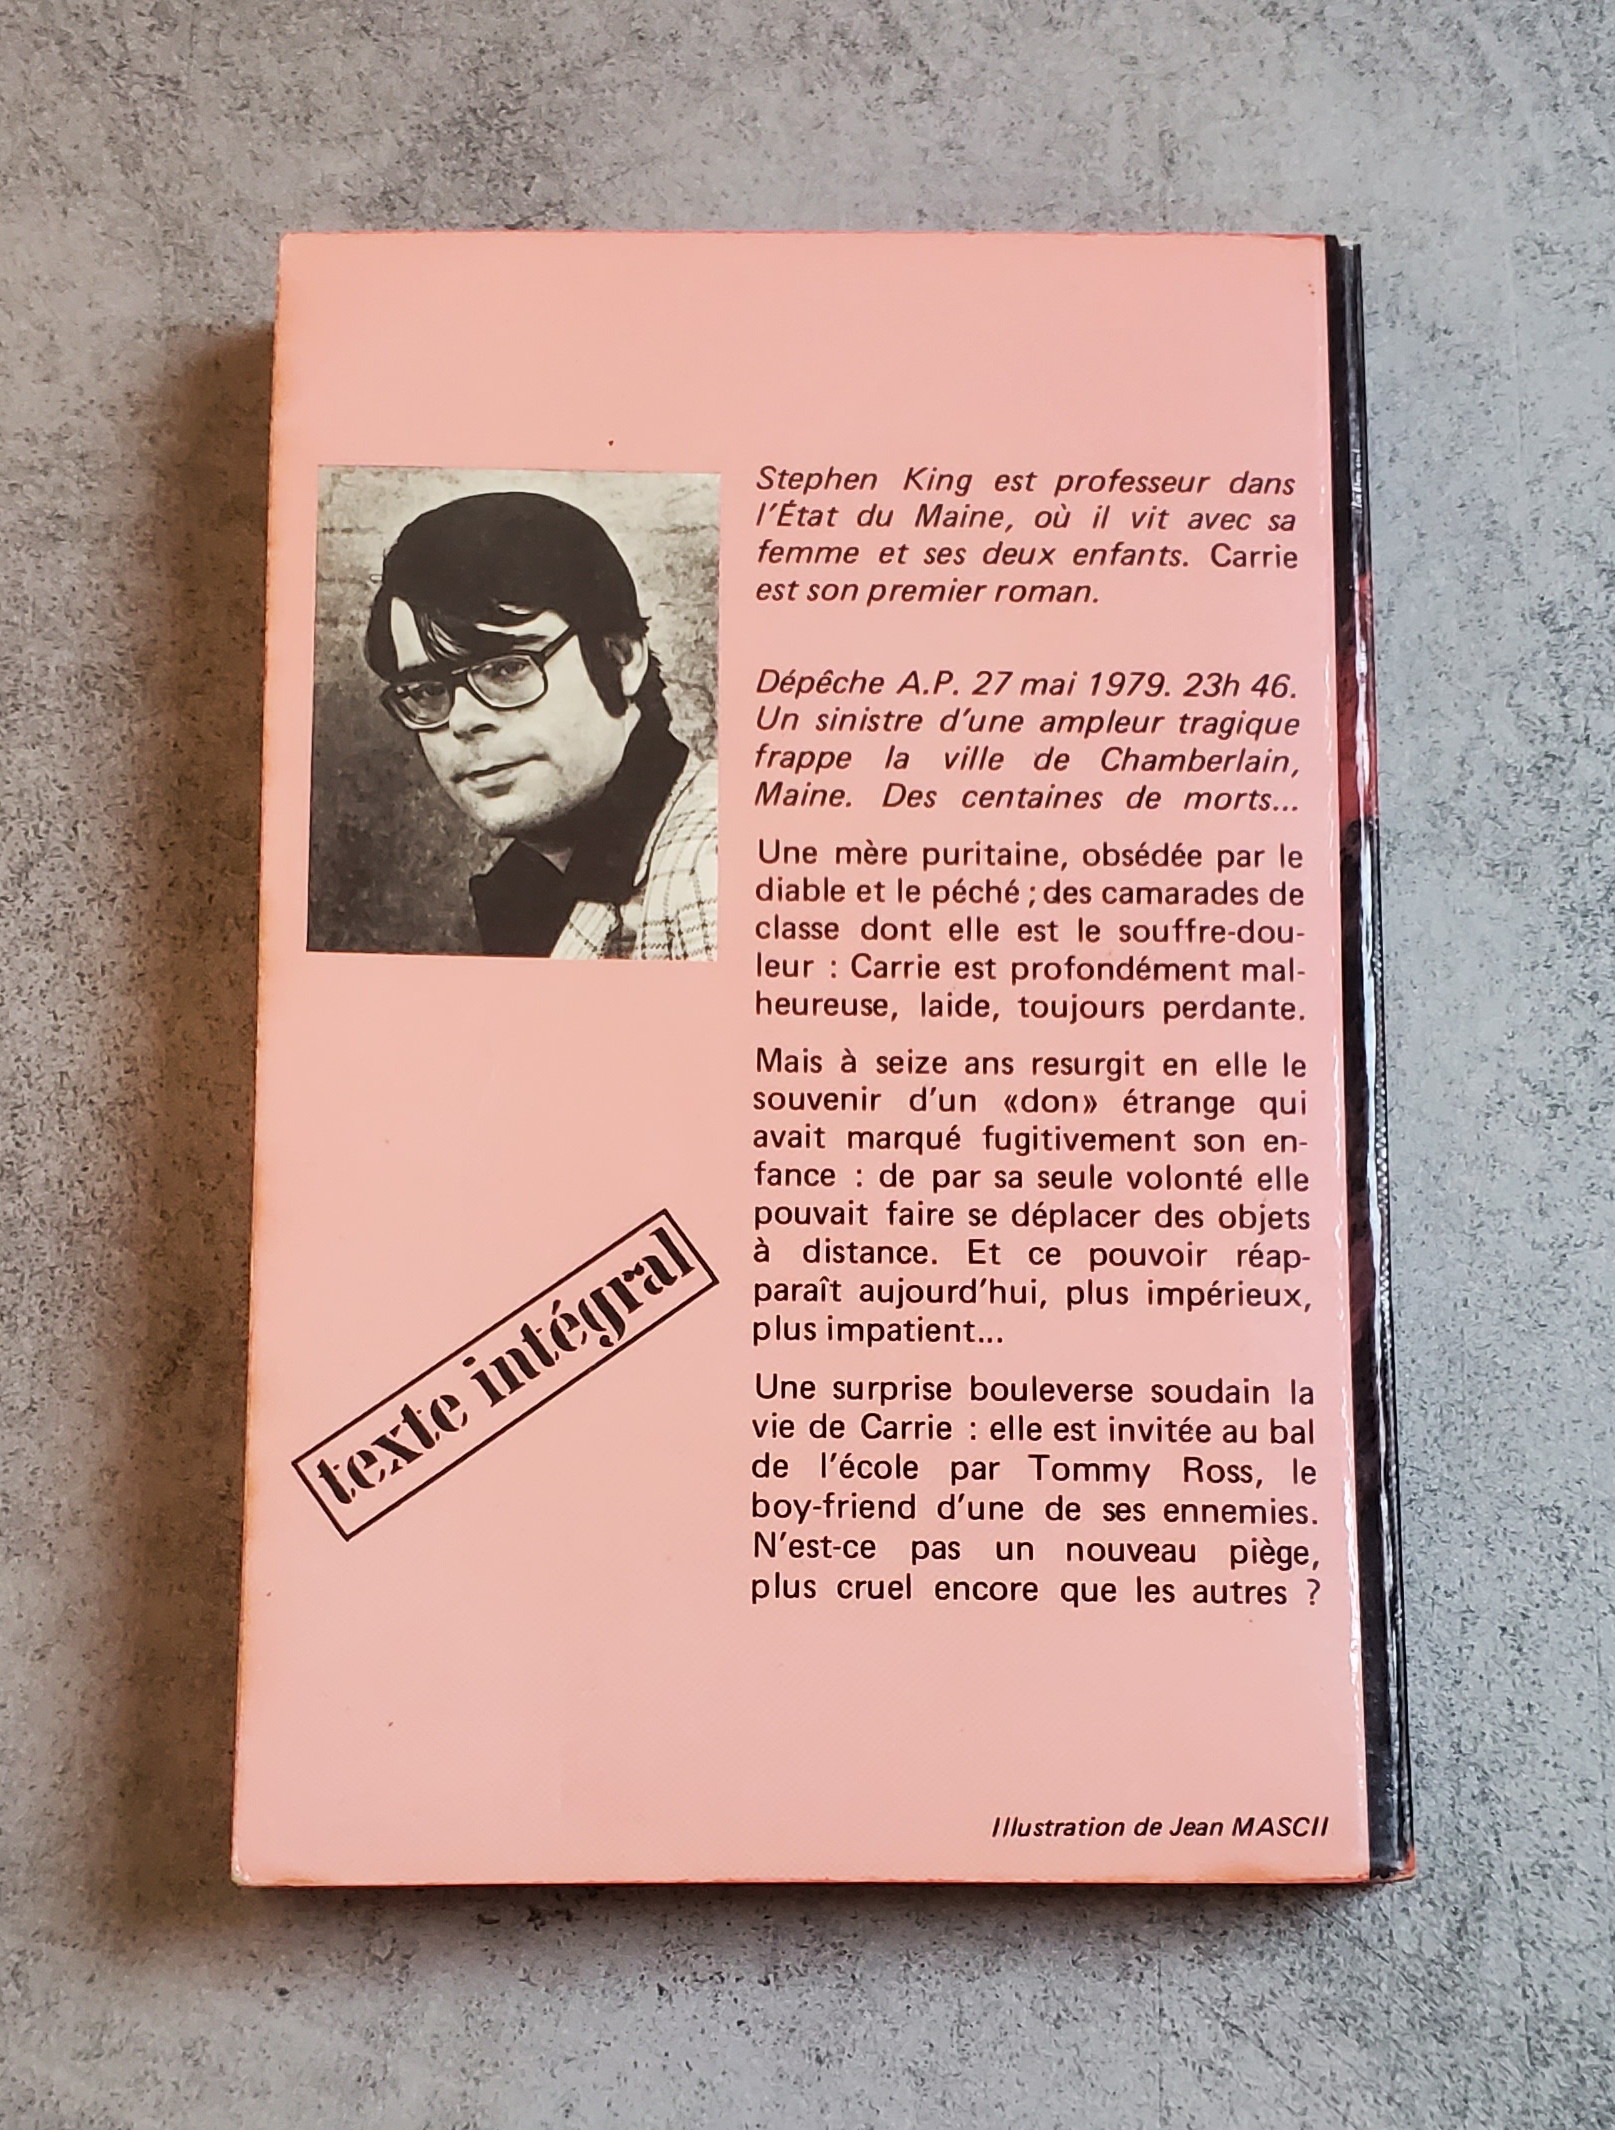 Stephen King est professeur dans
l'État du Maine, où il vit avec sa
femme et ses deux enfants. Carrie
est son premier roman.
Dépêche A.P. 27 mai 1979. 23h 46.
Un sinistre d'une ampleur tragique
frappe la ville de Chamberlain,
Maine. Des centaines de morts...
Une mère puritaine, obsédée par le
diable et le péché ; des camarades de
classe dont elle est le souffre-dou-
leur : Carrie est profondément mal-
heureuse, laide, toujours perdante.
Mais à seize ans resurgit en elle le
souvenir d'un «don» étrange qui
avait marqué fugitivement son en-
fance : de par sa seule volonté elle
pouvait faire se déplacer des objets
à distance. Et ce pouvoir réap-
paraît aujourd'hui, plus impérieux,
plus impatient...
Une surprise bouleverse soudain la
vie de Carrie : elle est invitée au bal
de l'école par Tommy Ross, le
boy-friend d'une de ses ennemies.
N'est-ce pas un nouveau piège,
plus cruel encore que les autres ?
texte intégral
Illustration de Jean MASCII